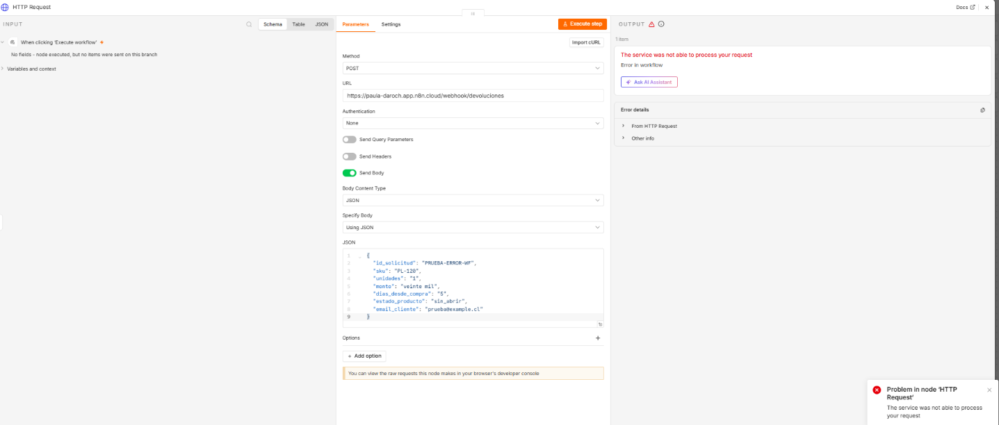 HTTP Request
Docs
INPUT
Schema Table JSON
When clicking 'Execute workflow'
No fields - node executed, but no items were sent on this branch
Variables and context
Parameters Settings
Execute step
Import cURL
Method
POST
URL
https://paula-daroch.app.n8n.cloud/webhook/devoluciones
Authentication
None
Send Query Parameters
Send Headers
Send Body
Body Content Type
JSON
Specify Body
Using JSON
JSON
1 {
2 "id_solicitud": "PRUEBA-ERROR-WF",
3 "sku": "PL-120",
4 "unidades": "1",
5 "monto": "veinte mil",
6 "dias_desde_compra": "5",
7 "estado_producto": "sin_abrir",
8 "email_cliente": "prueba@example.cl"
9 }
Options
Add option
You can view the raw requests this node makes in your browser's developer console
OUTPUT
1 item
The service was not able to process your request
Error in workflow
Ask AI Assistant
Error details
From HTTP Request
Other info
Problem in node 'HTTP
Request'
The service was not able to process
your request